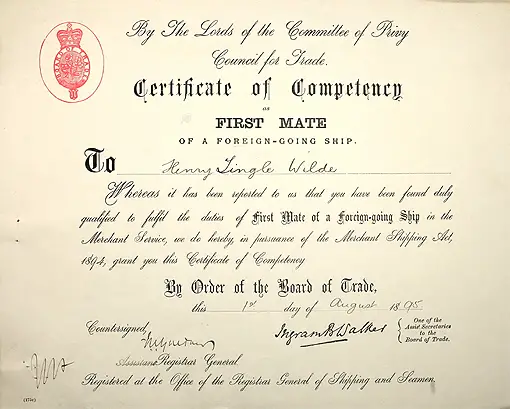 By The Lords of the Committee of Privy
Council for Trade.
Certificate of Competency
as
FIRST MATE
OF A FOREIGN-GOING SHIP.
To Henry Tingle Wilde
Whereas it has been reported to us that you have been found duly
qualified to fulfil the duties of First Mate of a Foreign-going Ship in the
Merchant Service, we do hereby, in pursuance of the Merchant Shipping Act,
1894, grant you this Certificate of Competency
By Order of the Board of Trade,
this 1st day of August 1895.
Countersigned,
Ingram B Walker
One of the
Assist Secretaries
to the
Board of Trade.
Assistant Registrar General.
Registered at the Office of the Registrar General of Shipping and Seamen.